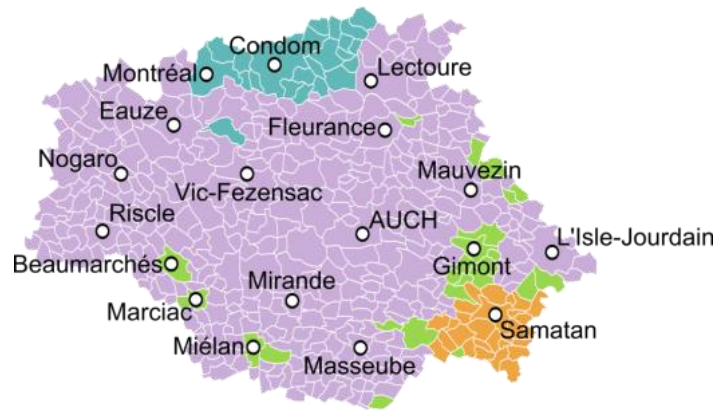 Condom
Montréal
Lectoure
Eauze
Fleurance
Nogaro
Vic-Fezensac
Mauvezin
Riscle
AUCH
L'Isle-Jourdain
Beaumarchés
Gimont
Mirande
Marciac
Samatan
Miélan
Masseube